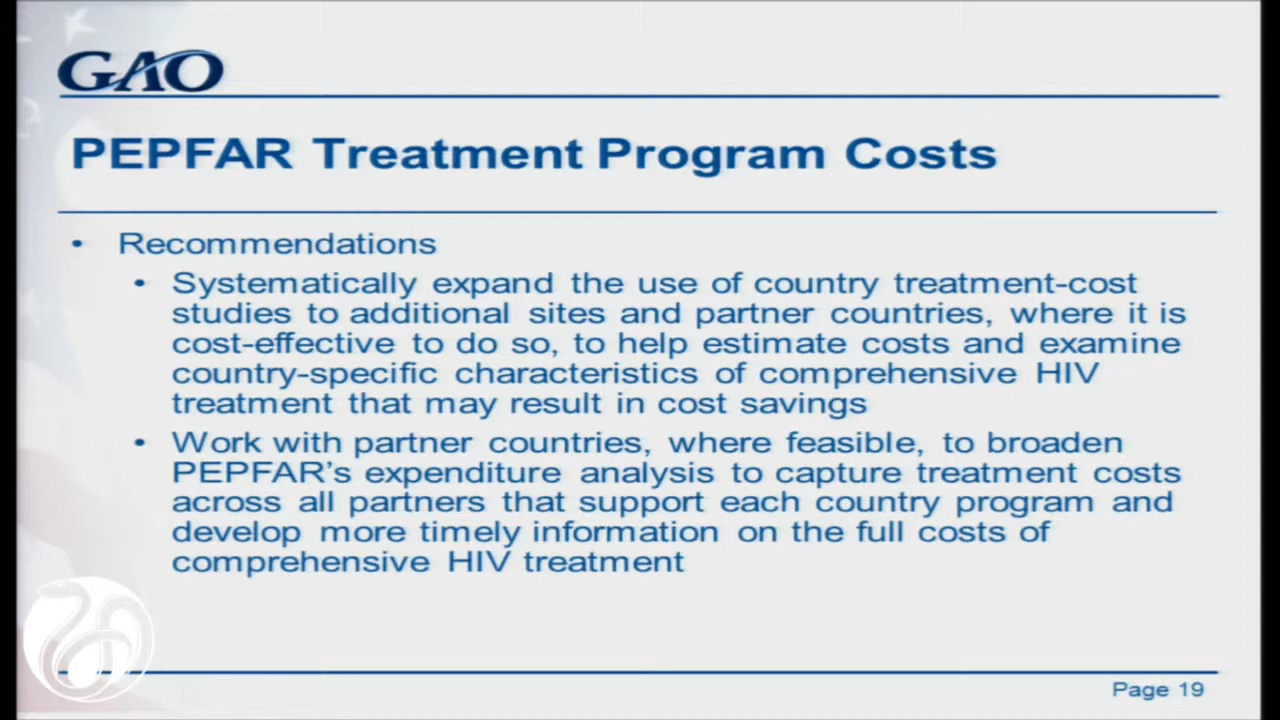 GAO
PEPFAR Treatment Program Costs
• Recommendations
• Systematically expand the use of country treatment-cost
studies to additional sites and partner countries, where it is
cost-effective to do so, to help estimate costs and examine
country-specific characteristics of comprehensive HIV
treatment that may result in cost savings
• Work with partner countries, where feasible, to broaden
PEPFAR's expenditure analysis to capture treatment costs
across all partners that support each country program and
develop more timely information on the full costs of
comprehensive HIV treatment
Page 19